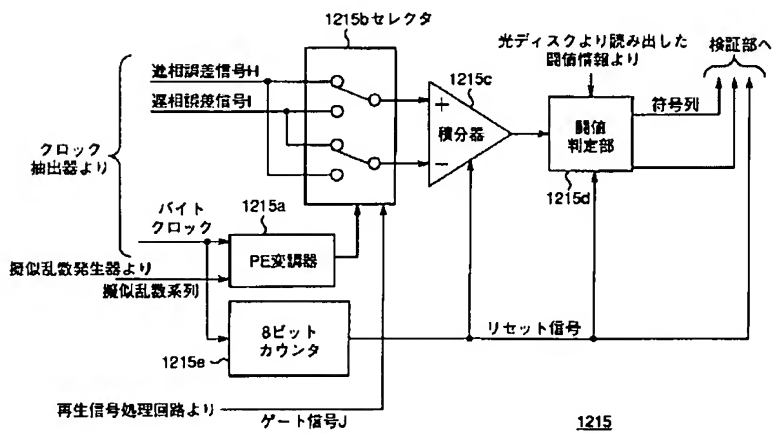 1215bセレクタ
進相誤差信号H
遅相誤差信号I
クロック
抽出器より
1215c
積分器
+
−
光ディスクより読み出した
閾値情報より
検証部へ
符号列
閾値
判定部
1215d
バイト
クロック
1215a
PE変調器
擬似乱数発生器より
擬似乱数系列
8ビット
カウンタ
1215e
リセット信号
再生信号処理回路より
ゲート信号J
1215